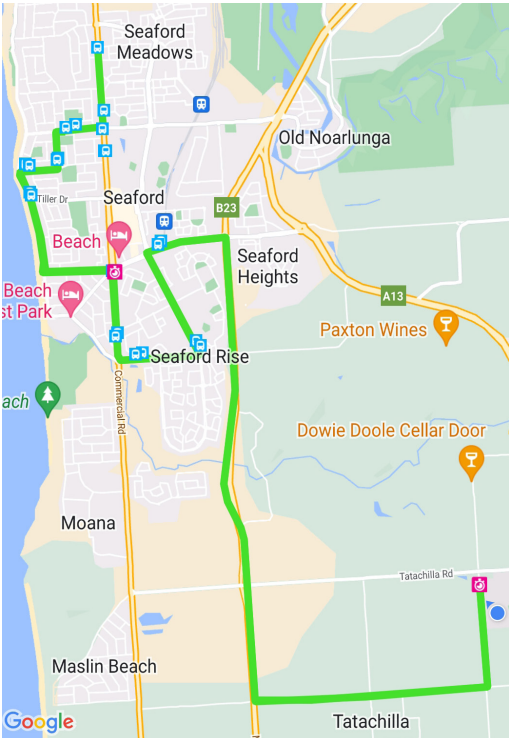 Seaford
Meadows
Old Noarlunga
Tiller Dr
Seaford
B23
Beach
Seaford
Heights
Beach
st Park
A13
Paxton Wines
Seaford Rise
ach
Commercial Rd
Dowie Doole Cellar Door
Moana
Tatachilla Rd
Maslin Beach
Google
Tatachilla